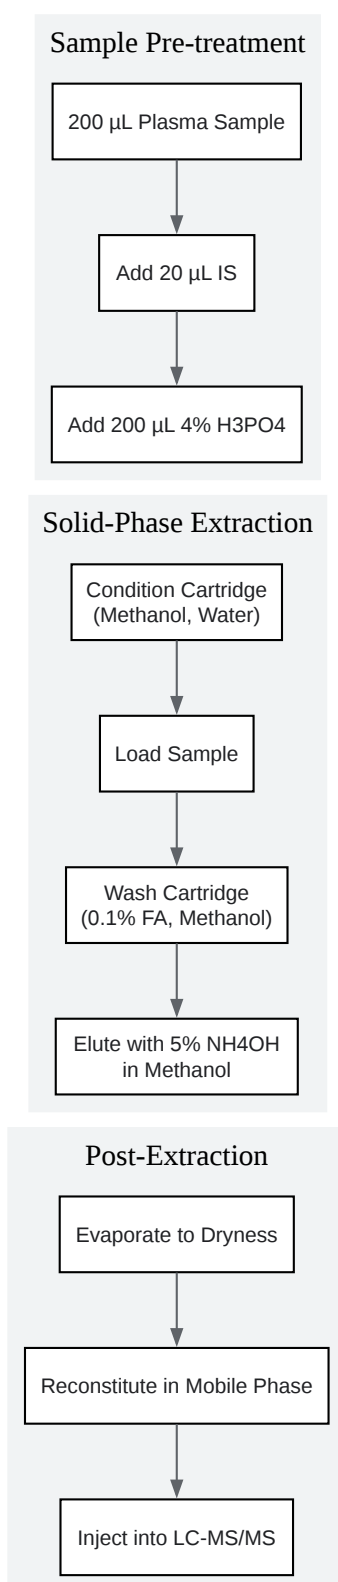 Sample Pre-treatment
200 µL Plasma Sample
Add 20 µL IS
Add 200 µL 4% H3PO4
Solid-Phase Extraction
Condition Cartridge
(Methanol, Water)
Load Sample
Wash Cartridge
(0.1% FA, Methanol)
Elute with 5% NH4OH
in Methanol
Post-Extraction
Evaporate to Dryness
Reconstitute in Mobile Phase
Inject into LC-MS/MS